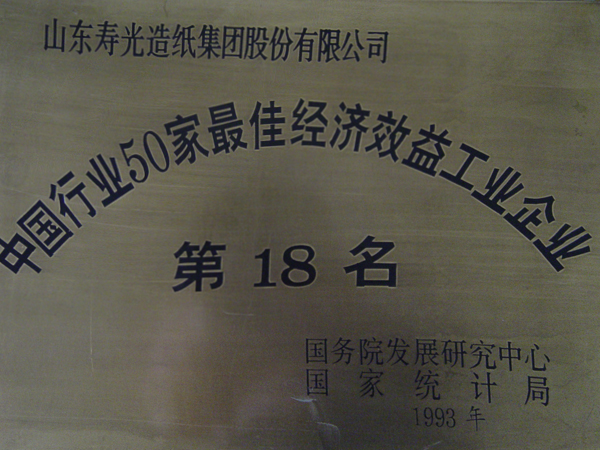 山东寿光造纸集团股份有限公司
中国行业50家最佳经济效益工业企业
第18名
国务院发展研究中心
国家统计局
1993年